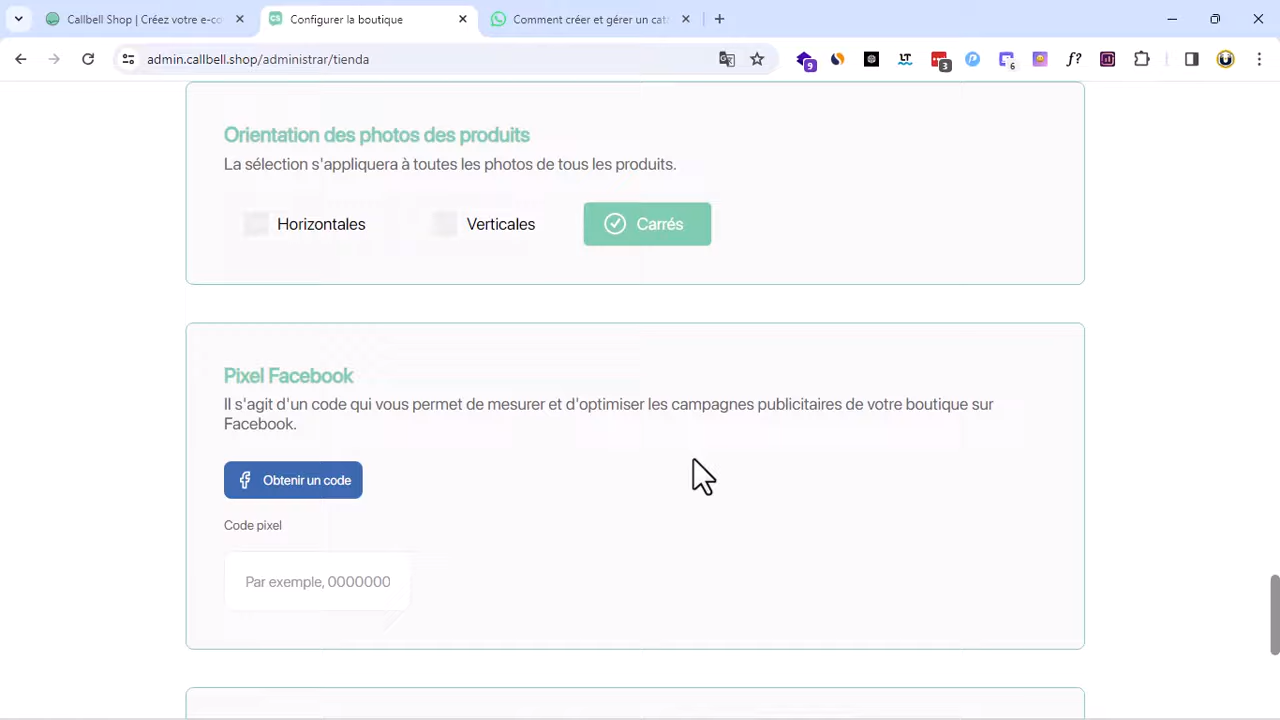 Callbell Shop | Créez votre e-co
Configurer la boutique
Comment créer et gérer un cat
admin.callbell.shop/administrar/tienda
9
3
6
Orientation des photos des produits
La sélection s'appliquera à toutes les photos de tous les produits.
Horizontales
Verticales
Carrés
Pixel Facebook
Il s'agit d'un code qui vous permet de mesurer et d'optimiser les campagnes publicitaires de votre boutique sur
Facebook.
Obtenir un code
Code pixel
Par exemple, 0000000